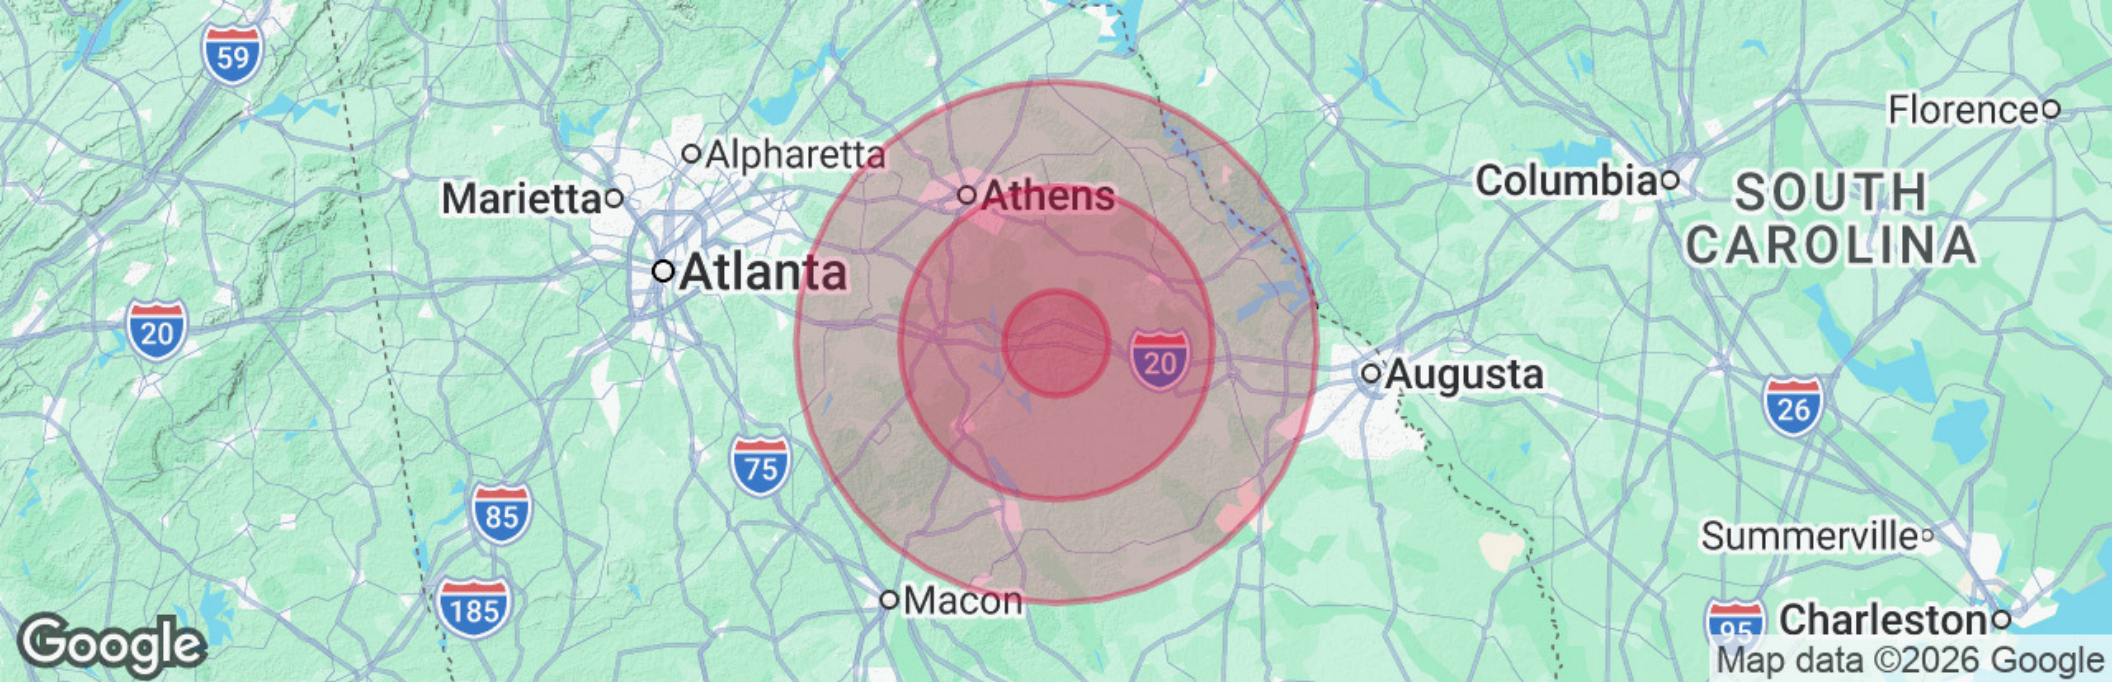 59
Florence
Alpharetta
Marietta
Athens
Columbia
SOUTH
CAROLINA
Atlanta
20
20
Augusta
26
75
85
Summerville
185
Macon
95
Charleston
Google
Map data ©2026 Google